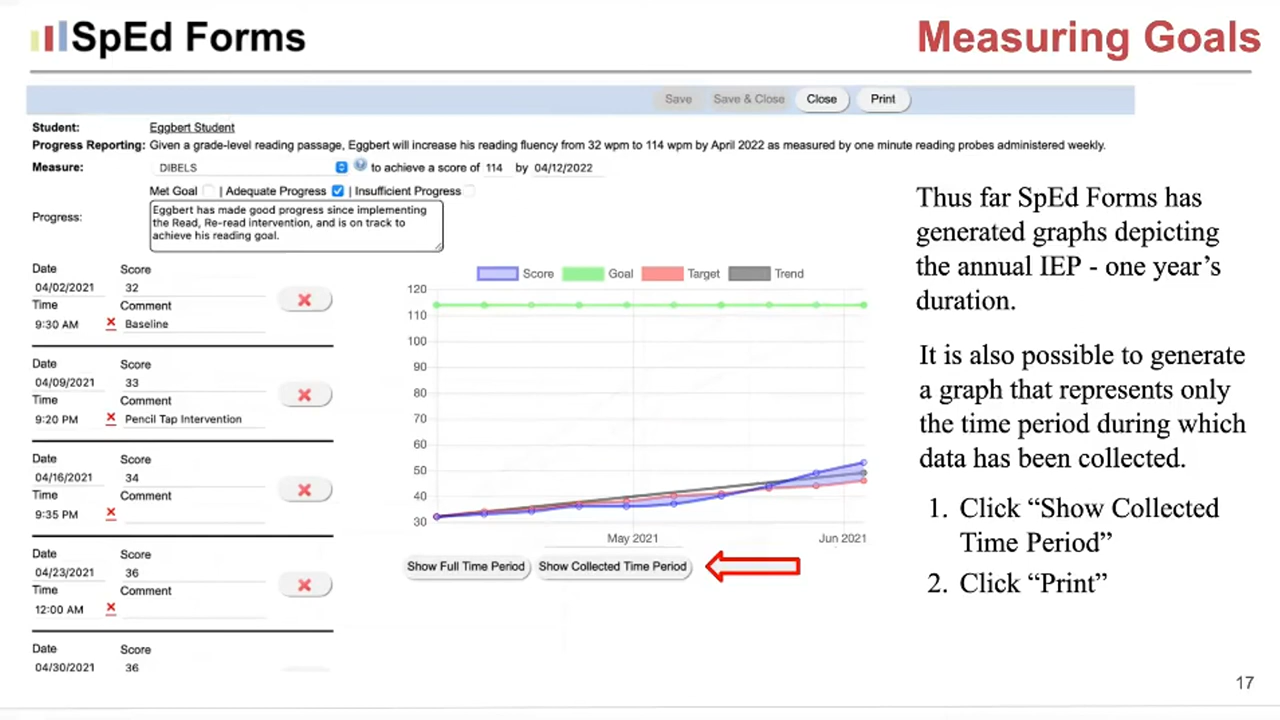 SpEd Forms
Measuring Goals
Save Save & Close Close Print
Student: Eggbert Student
Progress Reporting: Given a grade-level reading passage, Eggbert will increase his reading fluency from 32 wpm to 114 wpm by April 2022 as measured by one minute reading probes administered weekly.
Measure: DIBELS ? to achieve a score of 114 by 04/12/2022
Met Goal | Adequate Progress | Insufficient Progress
Progress:
Eggbert has made good progress since implementing
the Read, Re-read intervention, and is on track to
achieve his reading goal.
Date Score
04/02/2021 32
Time Comment
9:30 AM Baseline
Date Score
04/09/2021 33
Time Comment
9:20 PM Pencil Tap Intervention
Date Score
04/16/2021 34
Time Comment
9:35 PM
Date Score
04/23/2021 36
Time Comment
12:00 AM
Date Score
04/30/2021 36
Score Goal Target Trend
120
110
100
90
80
70
60
50
40
30
May 2021 Jun 2021
Show Full Time Period Show Collected Time Period
Thus far SpEd Forms has
generated graphs depicting
the annual IEP - one year’s
duration.
It is also possible to generate
a graph that represents only
the time period during which
data has been collected.
1. Click “Show Collected
Time Period”
2. Click “Print”
17